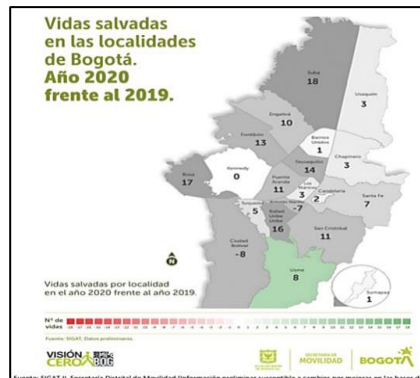 Vidas salvadas
en las localidades
de Bogotá.
Año 2020
frente al 2019.
Suba
18
Usaquén
3
Engativá
10
Barrios
Unidos
1
Fontibón
13
Teusaquillo
14
Chapinero
3
Bosa
17
Kennedy
0
Puente
Aranda
11
Los
Mártires
3
Candelaria
2
Santa Fe
7
-7
Tunjuelito
5
Rafael
Uribe
Uribe
16
San Cristóbal
11
Ciudad
Bolívar
-8
Usme
8
Sumapaz
1
N
Vidas salvadas por localidad
en el año 2020 frente al año 2019.
Nº de
vidas
Fuente: SIGAT. Datos preliminares.
VISIÓN
CERO
BOG
SECRETARÍA DE
MOVILIDAD
BOGOTÁ